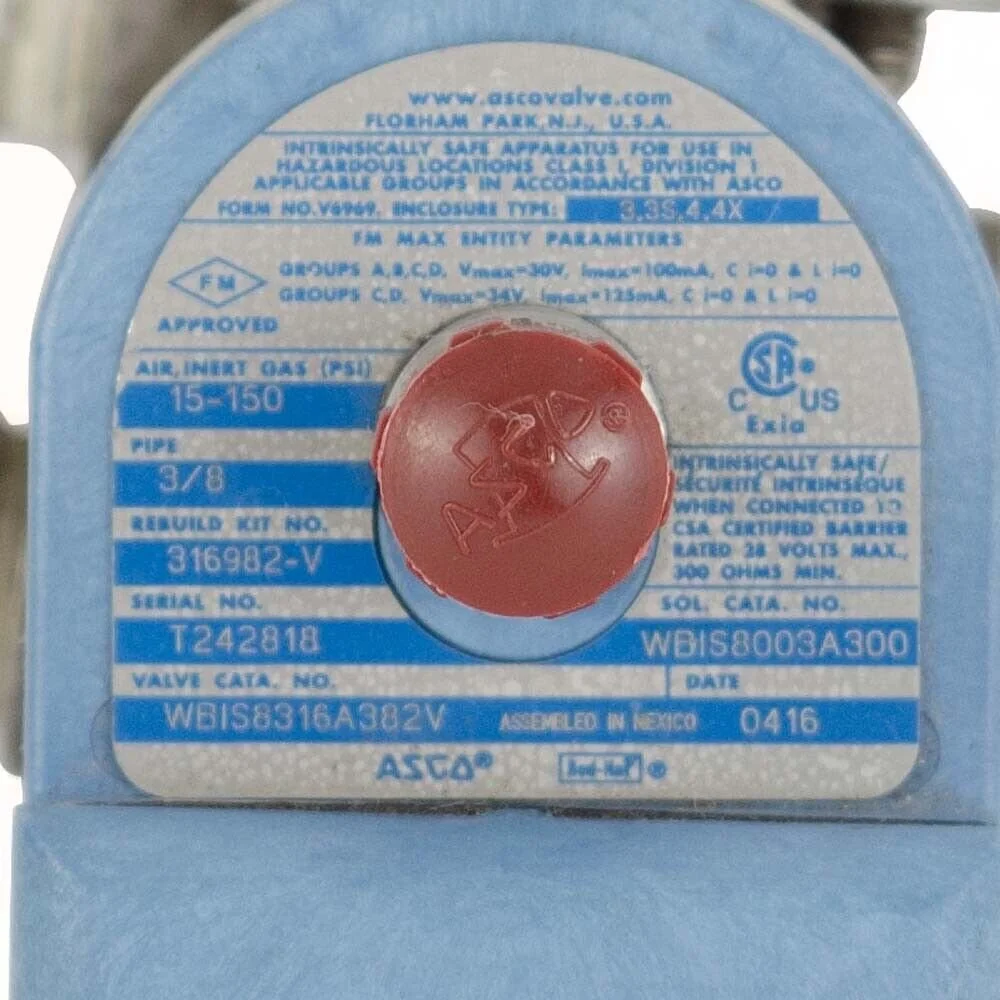 www.ascovalve.com
FLORHAM PARK, N.J., U.S.A.
INTRINSICALLY SAFE APPARATUS FOR USE IN
HAZARDOUS LOCATIONS CLASS I, DIVISION 1
APPLICABLE GROUPS IN ACCORDANCE WITH ASCO
FORM NO. V6969. ENCLOSURE TYPE: 3,3S,4,4X
FM MAX ENTITY PARAMETERS
FM GROUPS A,B,C,D, Vmax=30V, Imax=100mA, C i=0 & L i=0
GROUPS C,D, Vmax=34V, Imax=125mA, C i=0 & L i=0
APPROVED
AIR, INERT GAS (PSI)
15-150
PIPE
3/8
REBUILD KIT NO.
316982-V
SERIAL NO.
T242818
ASCO®
SA®
C US
Exia
INTRINSICALLY SAFE/
SÉCURITÉ INTRINSÈQUE
WHEN CONNECTED TO
CSA CERTIFIED BARRIER
RATED 28 VOLTS MAX.,
300 OHMS MIN.
SOL. CATA. NO.
WBIS8003A300
VALVE CATA. NO. DATE
WBIS8316A382V ASSEMBLED IN MEXICO 0416
ASCO® Red-Hat®